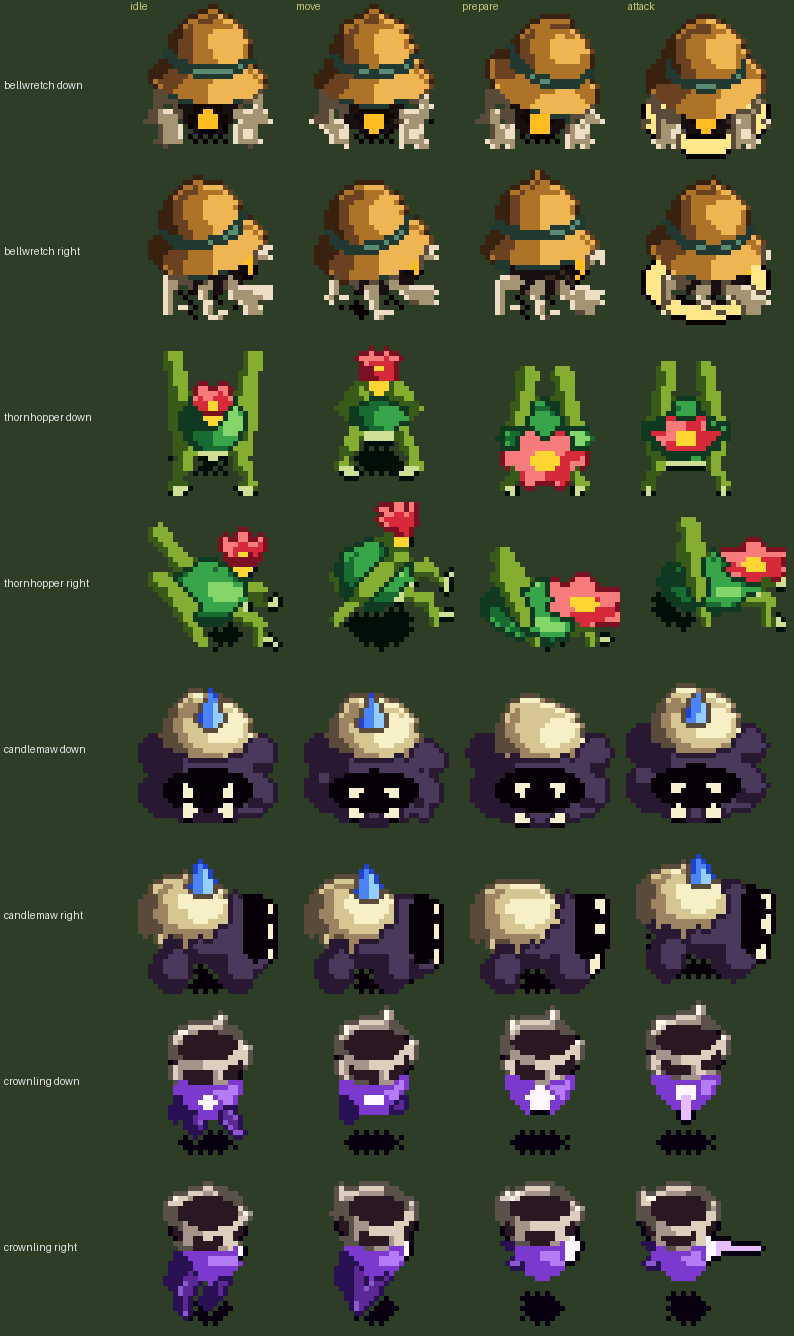 idle move prepare attack
bellwretch down
bellwretch right
thornhopper down
thornhopper right
candlemaw down
candlemaw right
crownling down
crownling right